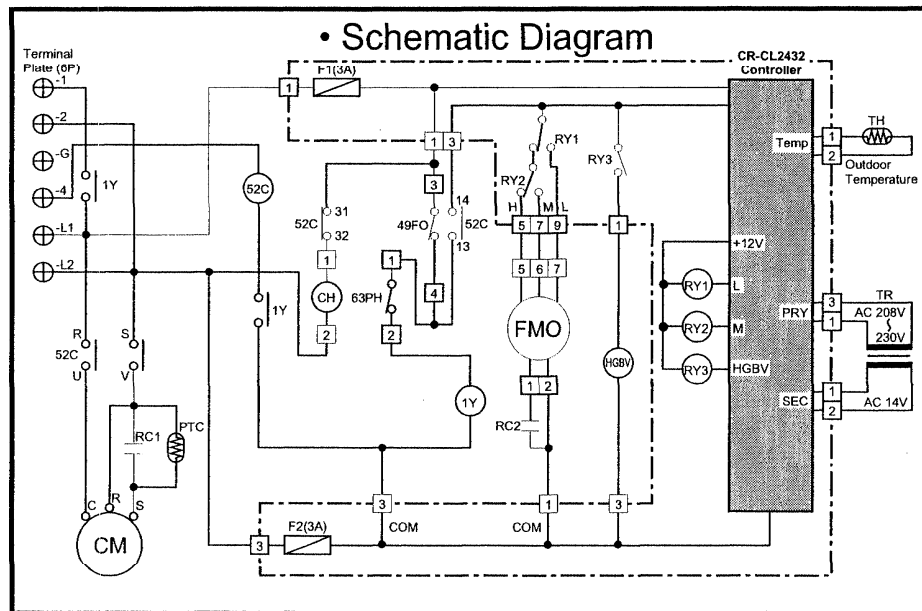 • Schematic Diagram
Terminal
Plate (6P)
-1
-2
-G
-4
-L1
-L2
1Y
52C
1Y
R
S
52C
U
V
RC1
PTC
C
R
S
CM
1
F1(3A)
1
3
3
52C
31
32
49FO
14
13
52C
1
CH
2
63PH
1
2
4
1Y
3
COM
3
F2(3A)
RY1
RY2
H
M
L
5
7
9
5
6
7
FMO
1
2
RC2
1
COM
RY3
1
HGBV
3
CR-CL2432
Controller
Temp
1
2
TH
Outdoor
Temperature
+12V
RY1
L
RY2
M
RY3
HGBV
PRY
3
1
TR
AC 208V
~
230V
SEC
1
2
AC 14V